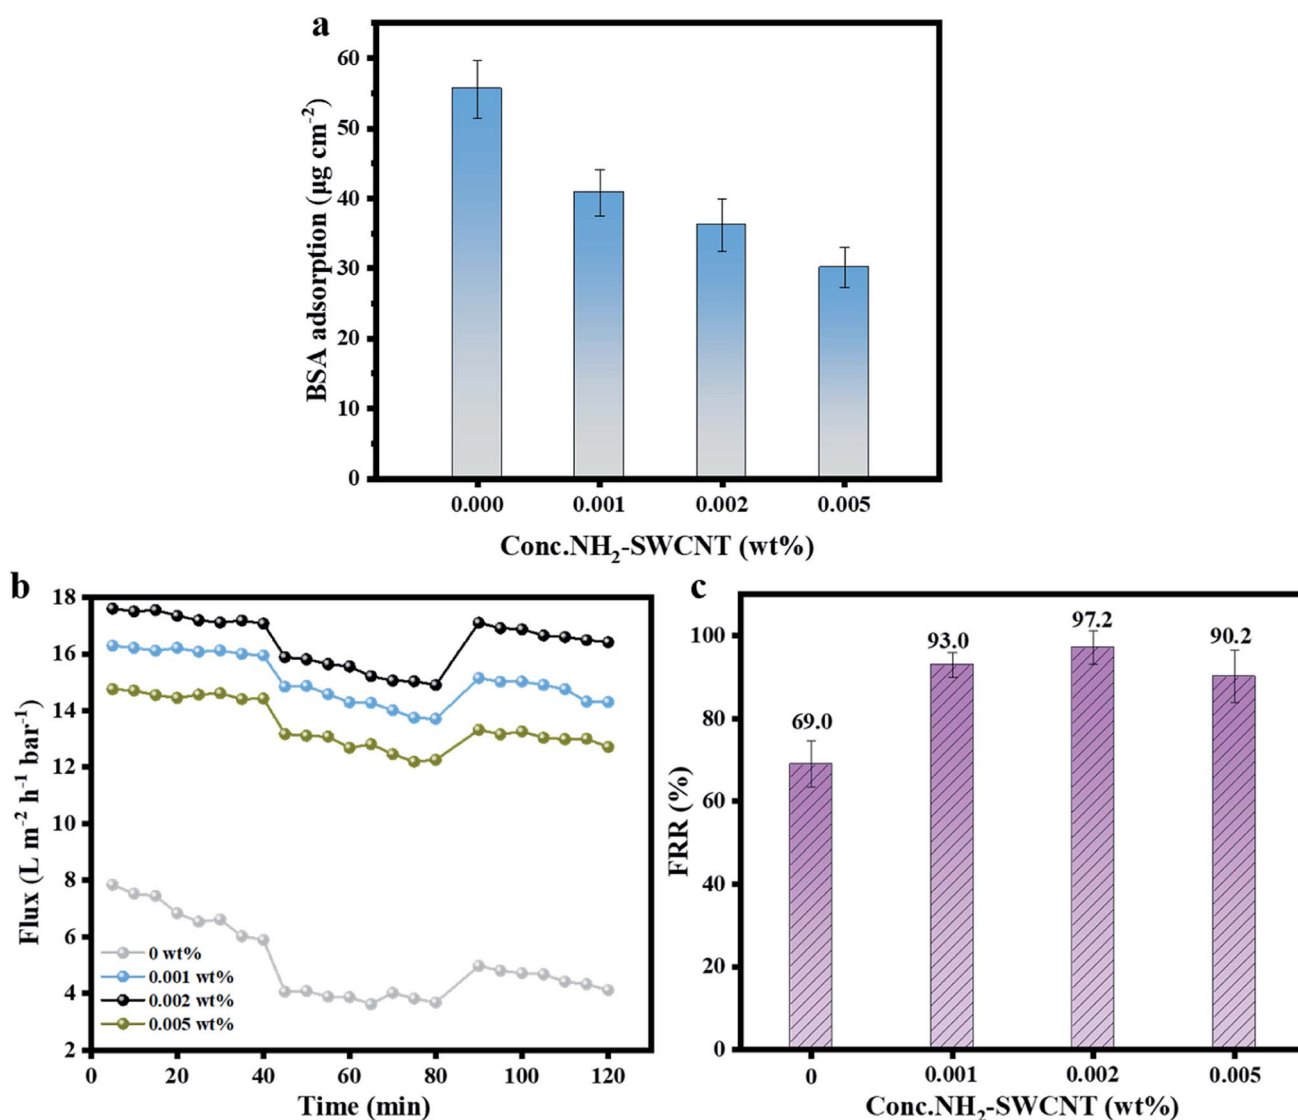 a
BSA adsorption (μg cm⁻²)
60
50
40
30
20
10
0
0.000 0.001 0.002 0.005
Conc.NH₂-SWCNT (wt%)
b
Flux (L m⁻² h⁻¹ bar⁻¹)
18
16
14
12
10
8
6
4
2
0 wt%
0.001 wt%
0.002 wt%
0.005 wt%
0 20 40 60 80 100 120
Time (min)
c
FRR (%)
100
80
60
40
20
0
69.0
93.0
97.2
90.2
0 0.001 0.002 0.005
Conc.NH₂-SWCNT (wt%)